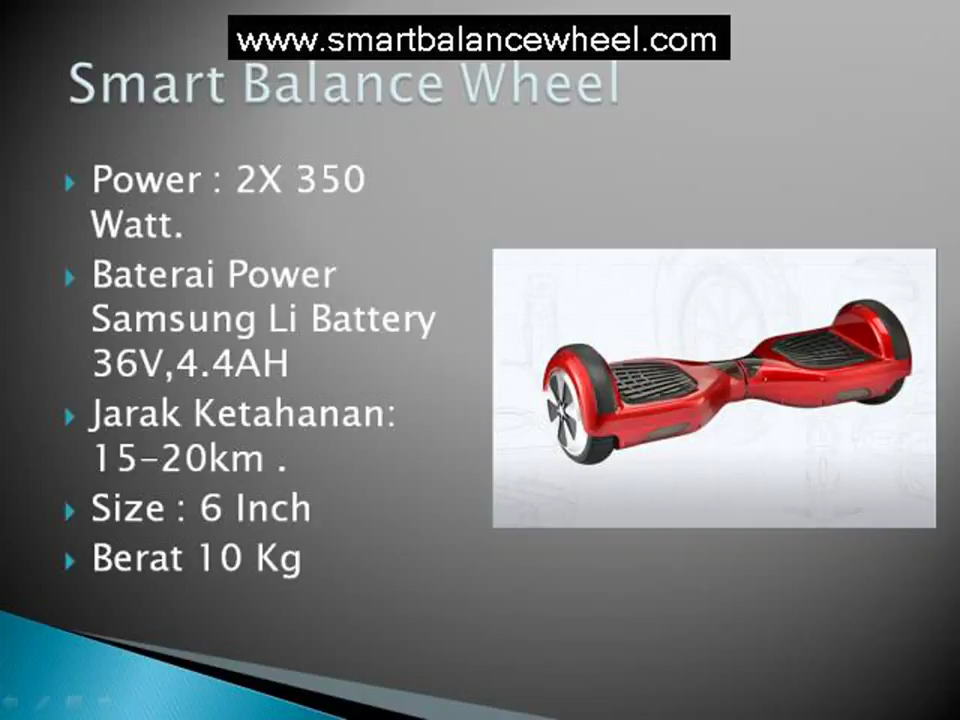 www.smartbalancewheel.com
Smart Balance Wheel
Power : 2X 350
Watt.
Baterai Power
Samsung Li Battery
36V,4.4AH
Jarak Ketahanan:
15-20km .
Size : 6 Inch
Berat 10 Kg